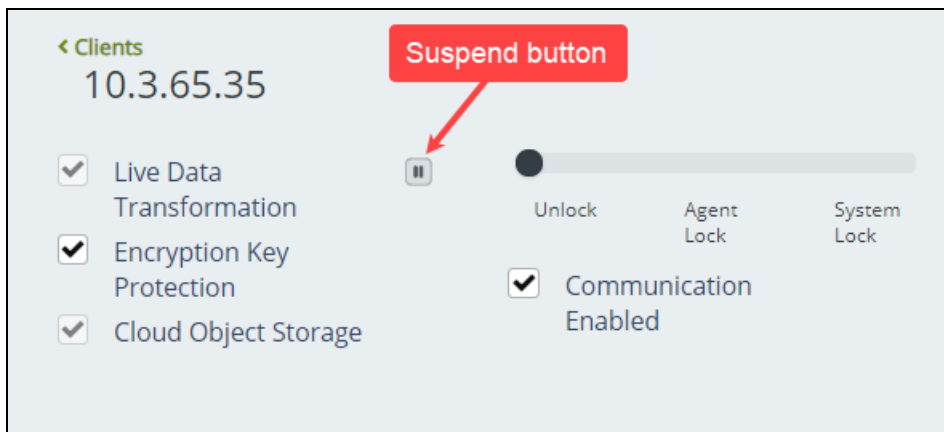 Clients
10.3.65.35
Suspend button
Live Data
Transformation
Encryption Key
Protection
Cloud Object Storage
Unlock
Agent
Lock
System
Lock
Communication
Enabled